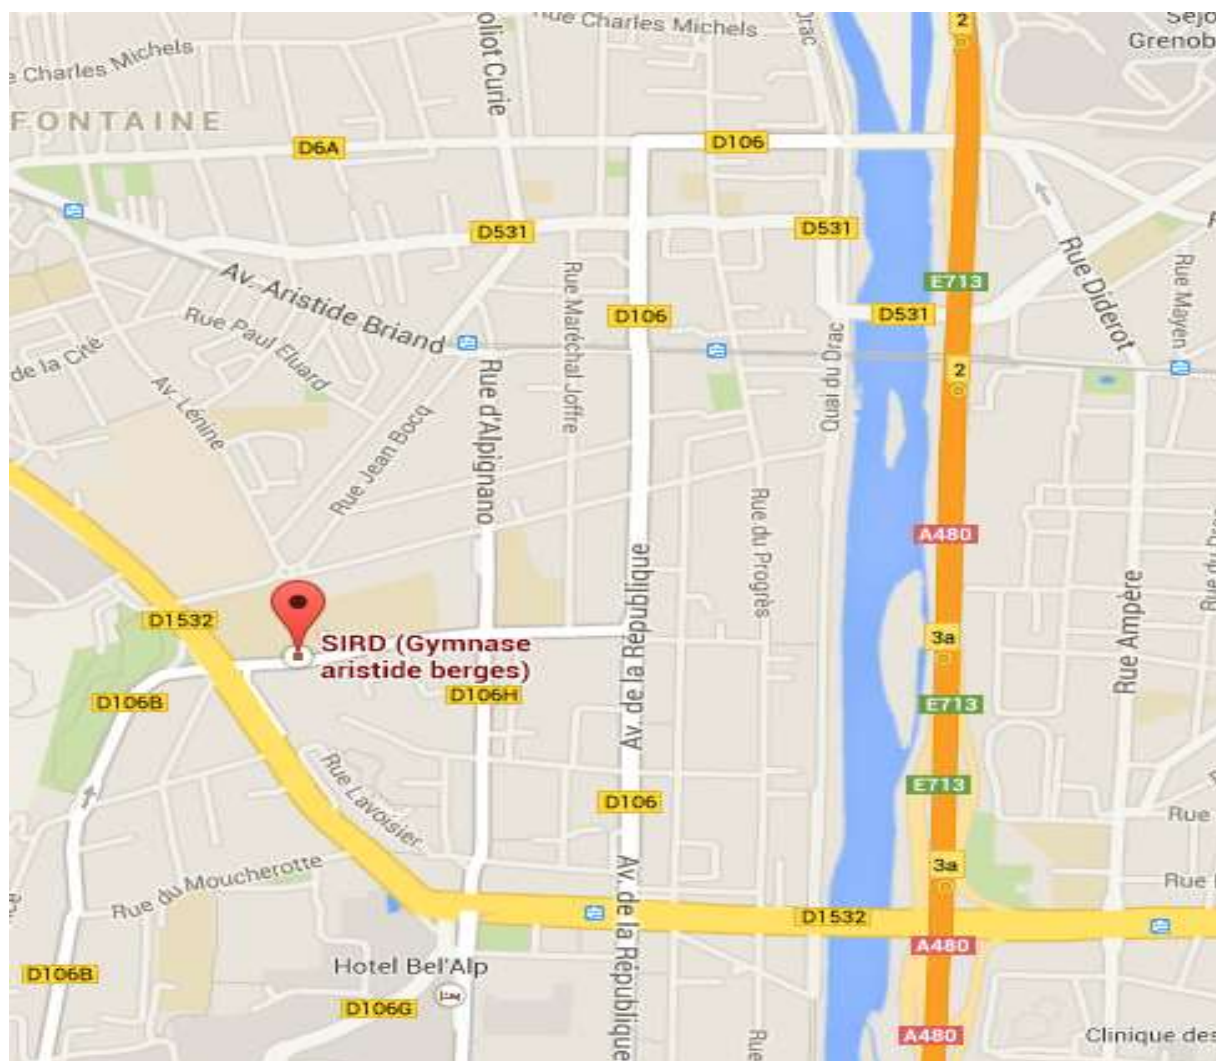 Rue Charles Michels
Séjo
Grenob
e Charles Michels
oliot Curie
Drac
2
FONTAINE
D6A
D106
D531
D531
Rue Diderot
Rue Mayen
E713
Av. Aristide Briand
Rue Paul Eluard
Rue Maréchal Joffre
D106
D531
de la Cité
Av. Lénine
Rue Jean Bocq
Rue d'Alpignano
Quai du Drac
2
Rue du Progrès
A480
Av. de la République
Rue Ampère
D1532
3a
SIRD (Gymnase
aristide berges)
D106B
D106H
E713
Rue Lavoisier
E713
D106
Rue
3a
Rue du Moucherotte
Av. de la République
Rue
D1532
A480
D106B
Hotel Bel'Alp
D106G
Rue
A480
Clinique des